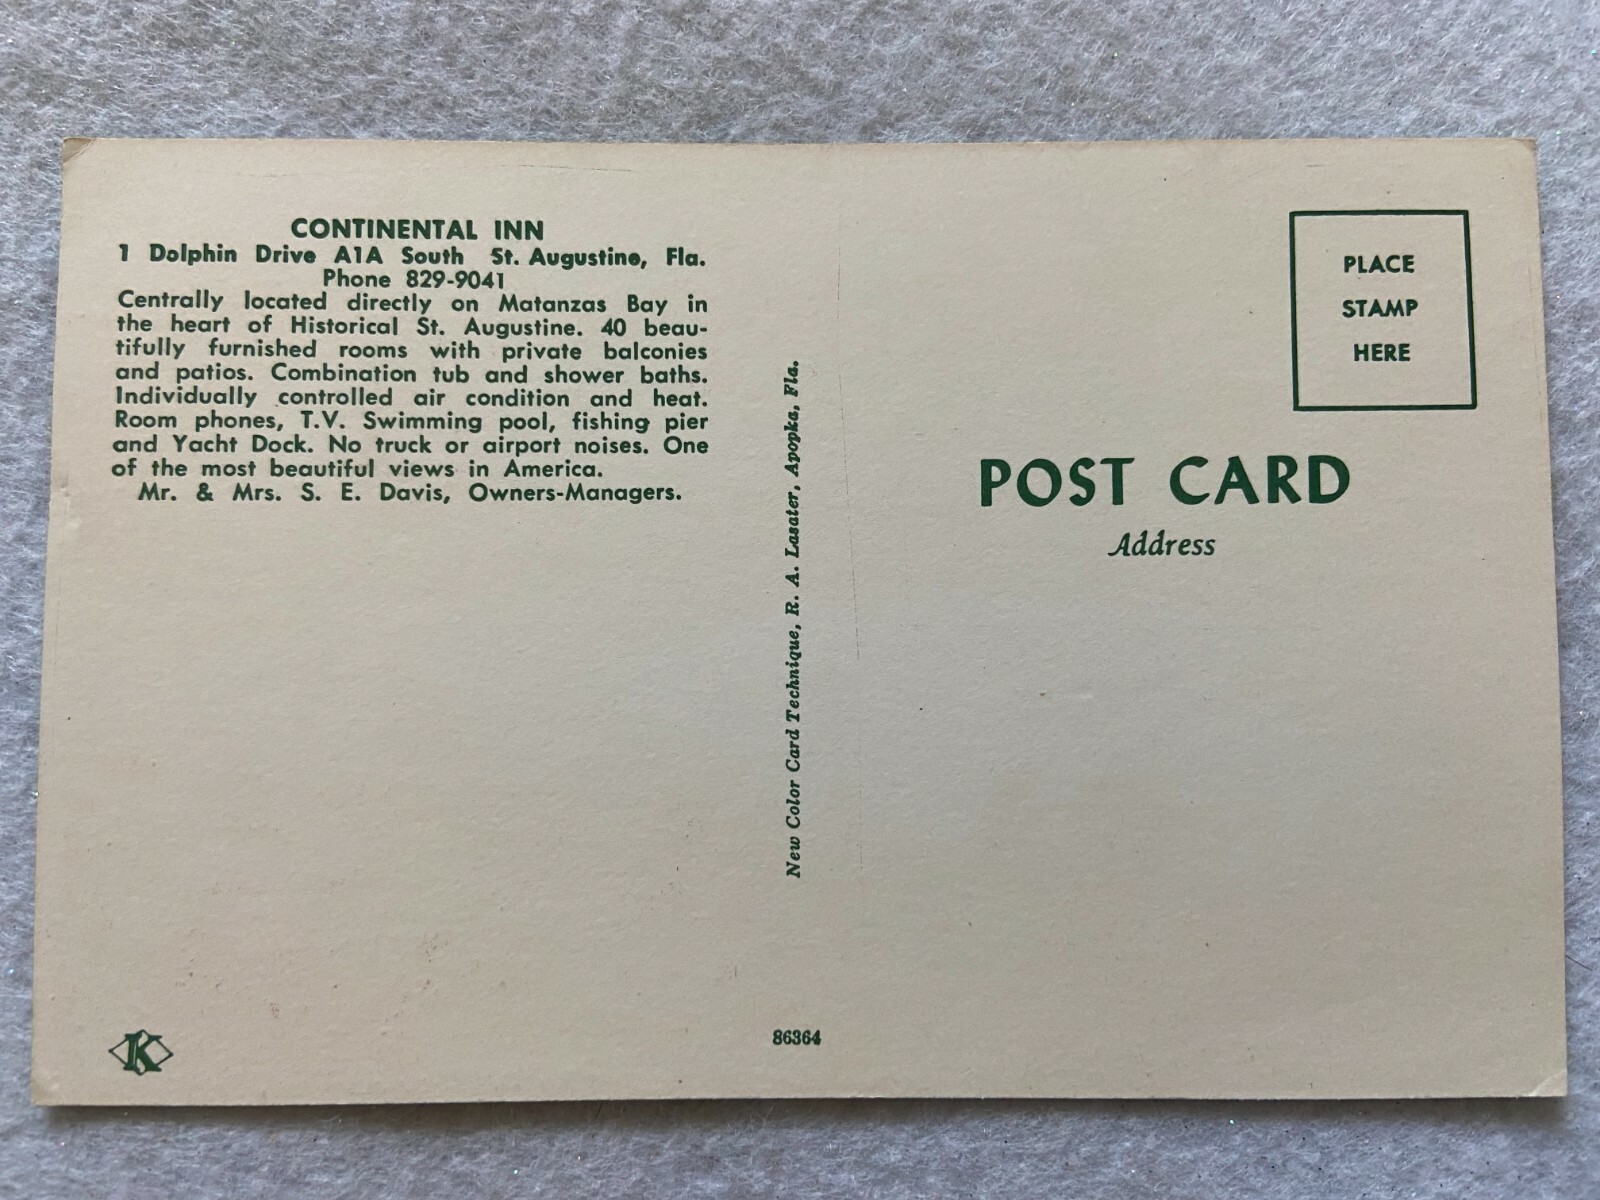 CONTINENTAL INN
1 Dolphin Drive A1A South St. Augustine, Fla.
Phone 829-9041
Centrally located directly on Matanzas Bay in
the heart of Historical St. Augustine. 40 beau-
tifully furnished rooms with private balconies
and patios. Combination tub and shower baths.
Individually controlled air condition and heat.
Room phones, T.V. Swimming pool, fishing pier
and Yacht Dock. No truck or airport noises. One
of the most beautiful views in America.
Mr. & Mrs. S. E. Davis, Owners-Managers.
K
New Color Card Technique, R. A. Lasater, Apopka, Fla.
86364
PLACE
STAMP
HERE
POST CARD
Address